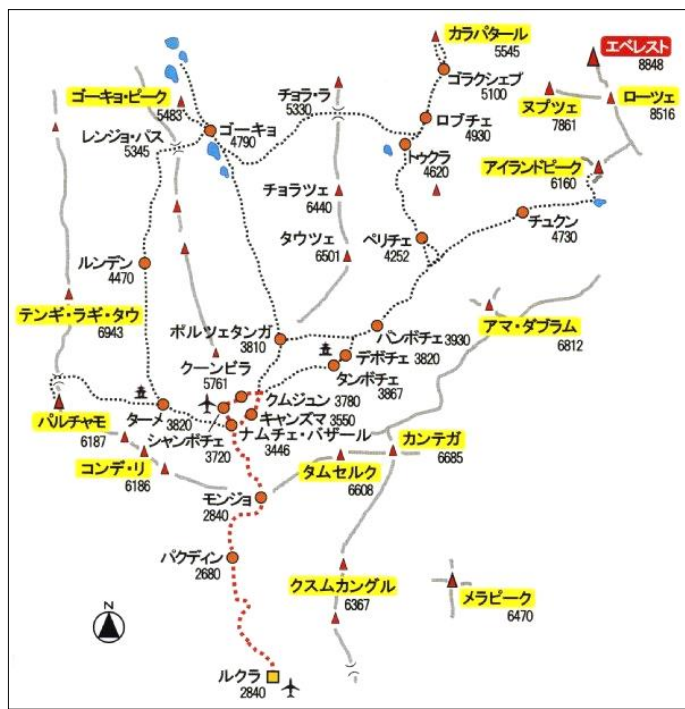 カラパタール
5545
エベレスト
8848
ゴラクシェプ
5100
ヌプツェ
7861
ローツェ
8516
ゴーキョ・ピーク
5483
チョラ・ラ
5330
ロブチェ
4930
レンジョ・パス
5345
ゴーキョ
4790
トゥクラ
4620
アイランドピーク
6160
チョラツェ
6440
チュクン
4730
タウツェ
6501
ペリチェ
4252
ルンデン
4470
テンギ・ラギ・タウ
6943
アマ・ダブラム
6812
ポルツェタンガ
3810
パンボチェ 3930
デボチェ 3820
タンボチェ
3867
クーンビラ
5761
クムジュン
3780
キャンズマ 3550
ターメ 3820
シャンボチェ
3720
ナムチェ・バザール
3446
パルチャモ
6187
コンデ・リ
6186
カンテガ
6685
タムセルク
6608
モンジョ
2840
パクディン
2680
クスムカングル
6367
メラピーク
6470
N
ルクラ
2840